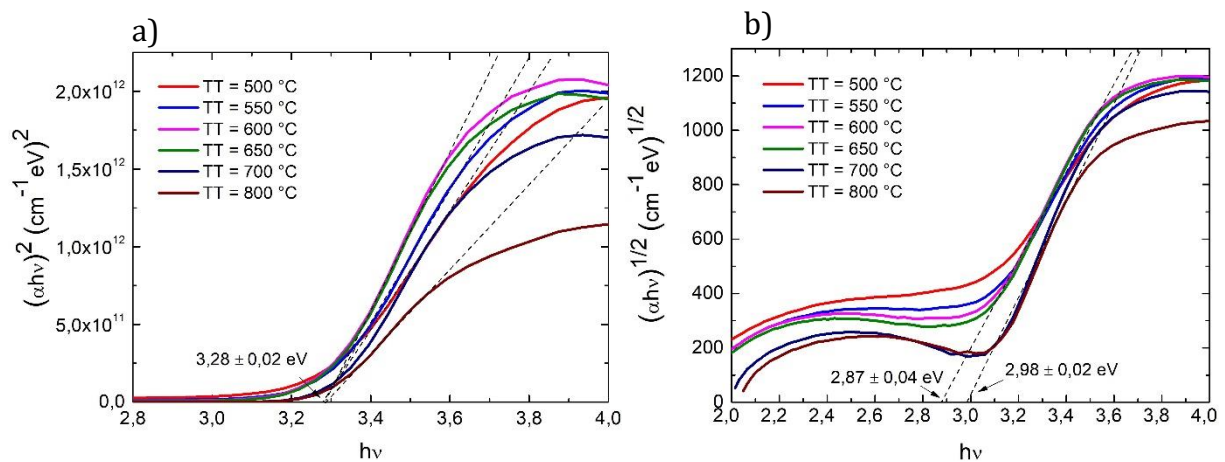 a)
(αhν)² (cm⁻¹ eV)²
2,0x10¹²
1,5x10¹²
1,0x10¹²
5,0x10¹¹
0,0
TT = 500 °C
TT = 550 °C
TT = 600 °C
TT = 650 °C
TT = 700 °C
TT = 800 °C
3,28 ± 0,02 eV
2,8 3,0 3,2 3,4 3,6 3,8 4,0
hν
b)
(αhν)¹/² (cm⁻¹ eV)¹/²
1200
1000
800
600
400
200
0
TT = 500 °C
TT = 550 °C
TT = 600 °C
TT = 650 °C
TT = 700 °C
TT = 800 °C
2,87 ± 0,04 eV
2,98 ± 0,02 eV
2,0 2,2 2,4 2,6 2,8 3,0 3,2 3,4 3,6 3,8 4,0
hν